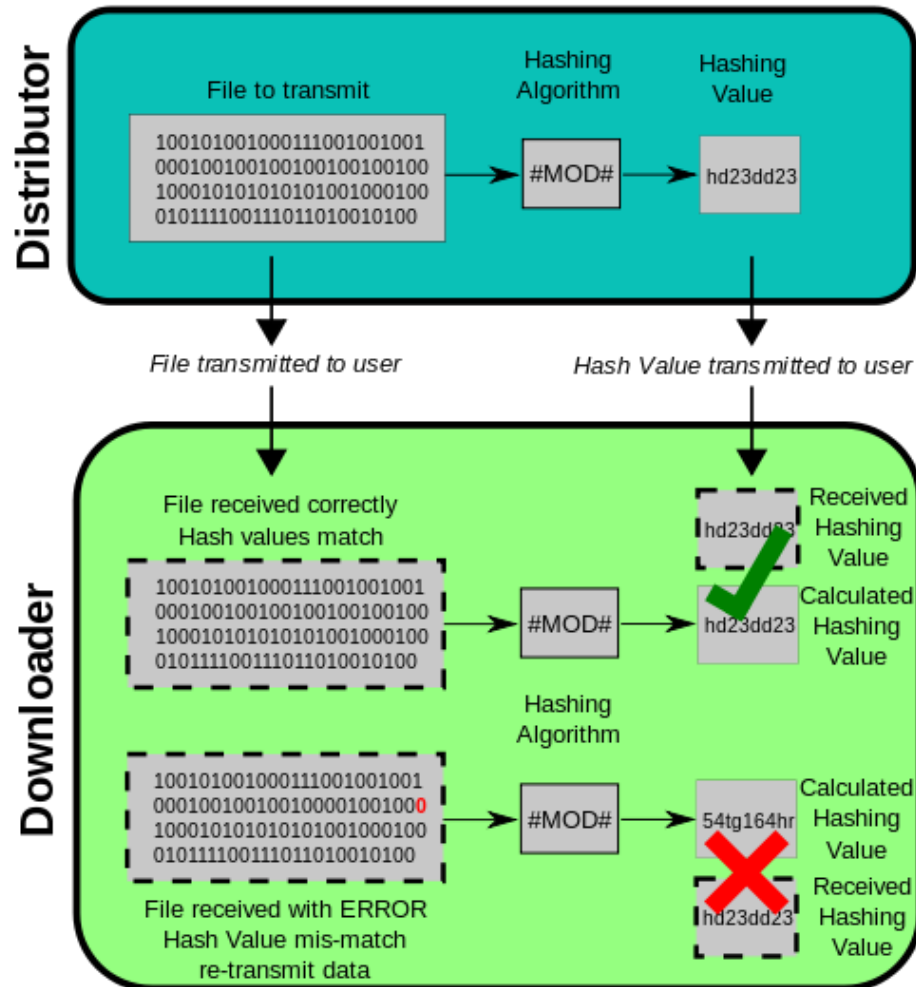 Distributor
File to transmit
Hashing
Algorithm
Hashing
Value
100101001000111001001001
000100100100100100100100
100010101010101001000100
010111100111011010010100
#MOD#
hd23dd23
File transmitted to user
Hash Value transmitted to user
Downloader
File received correctly
Hash values match
100101001000111001001001
000100100100100100100100
100010101010101001000100
010111100111011010010100
#MOD#
hd23dd23
Received
Hashing
Value
hd23dd23
Calculated
Hashing
Value
Hashing
Algorithm
100101001000111001001001
000100100100100001001000
100010101010101001000100
010111100111011010010100
#MOD#
54tg164hr
Calculated
Hashing
Value
hd23dd23
Received
Hashing
Value
File received with ERROR
Hash Value mis-match
re-transmit data